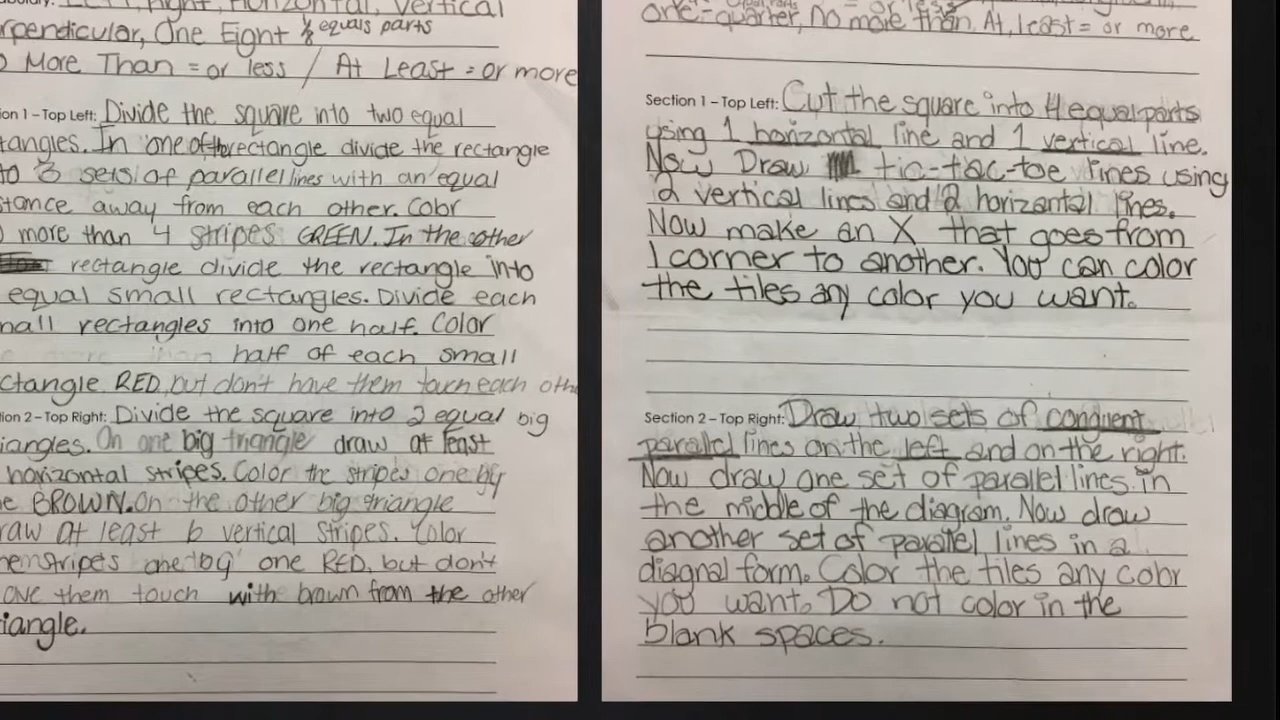 Right, Horizontal, Vertical
rpendicular, One Eight 1/8 equals parts
More Than = or less / At Least = or more
ion 1 – Top Left: Divide the square into two equal
tangles. In one of the rectangle divide the rectangle
to 3 sets of parallel lines with an equal
stance away from each other. Color
more than 4 stripes GREEN. In the other
rectangle divide the rectangle into
equal small rectangles. Divide each
mall rectangles into one half. Color
half of each small
ctangle RED, but don't have them touch each oth
ion 2 – Top Right: Divide the square into 2 equal big
iangles. On one big triangle draw at least
horizontal stripes. Color the stripes one by
e BROWN. On the other big triangle
raw at least 6 vertical stripes. Color
hem stripes one by one RED, but don't
ave them touch with brown from the other
iangle.
one-quarter, no more than, At, least = or more
Section 1 – Top Left: Cut the square into 4 equal parts
using 1 horizontal line and 1 vertical line.
Now Draw tic-tac-toe lines using
2 vertical lines and 2 horizantal lines.
Now make an X that goes from
1 corner to another. You can color
the tiles any color you want.
Section 2 – Top Right: Draw two sets of congruent
parallel lines on the left and on the right.
Now draw one set of parallel lines in
the middle of the diagram. Now draw
another set of parallel lines in a
diagnal form. Color the tiles any color
you want. Do not color in the
blank spaces.